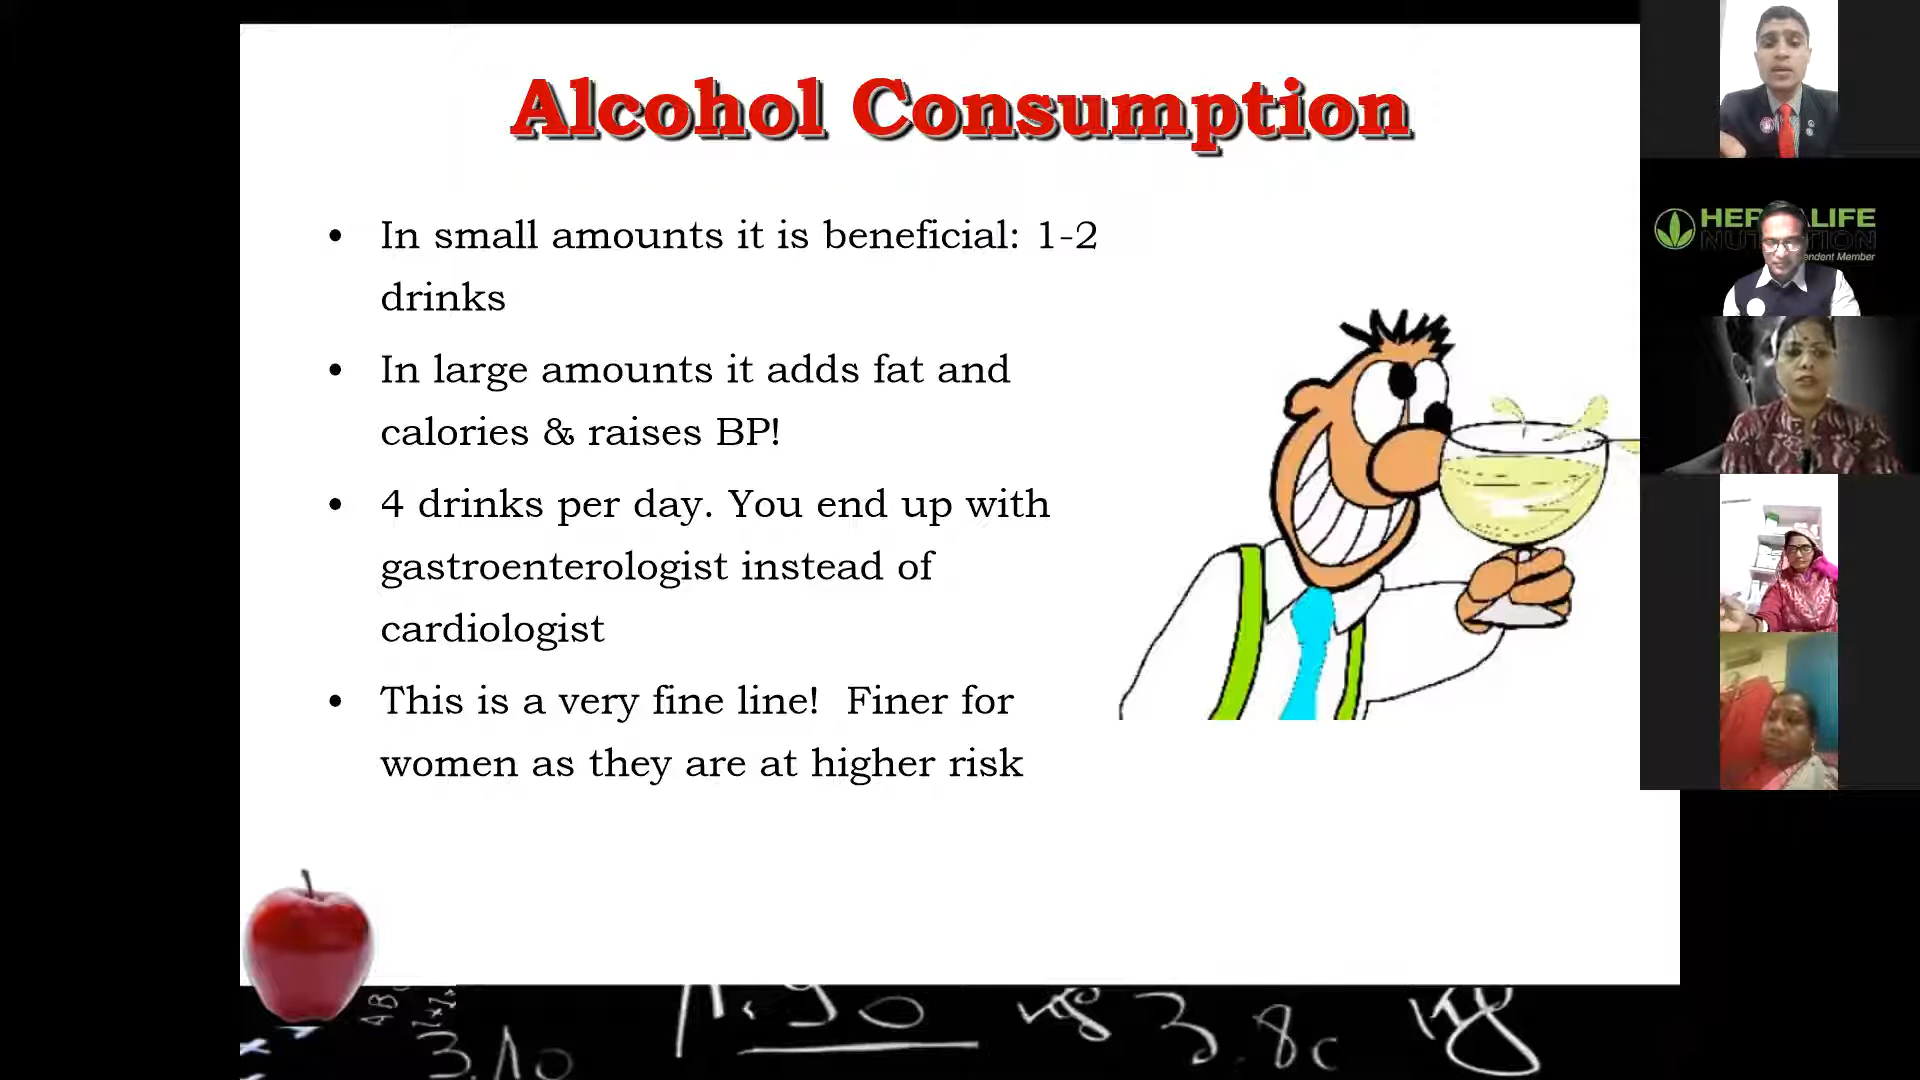 Alcohol Consumption
• In small amounts it is beneficial: 1-2
drinks
• In large amounts it adds fat and
calories & raises BP!
• 4 drinks per day. You end up with
gastroenterologist instead of
cardiologist
• This is a very fine line!  Finer for
women as they are at higher risk
3.8c